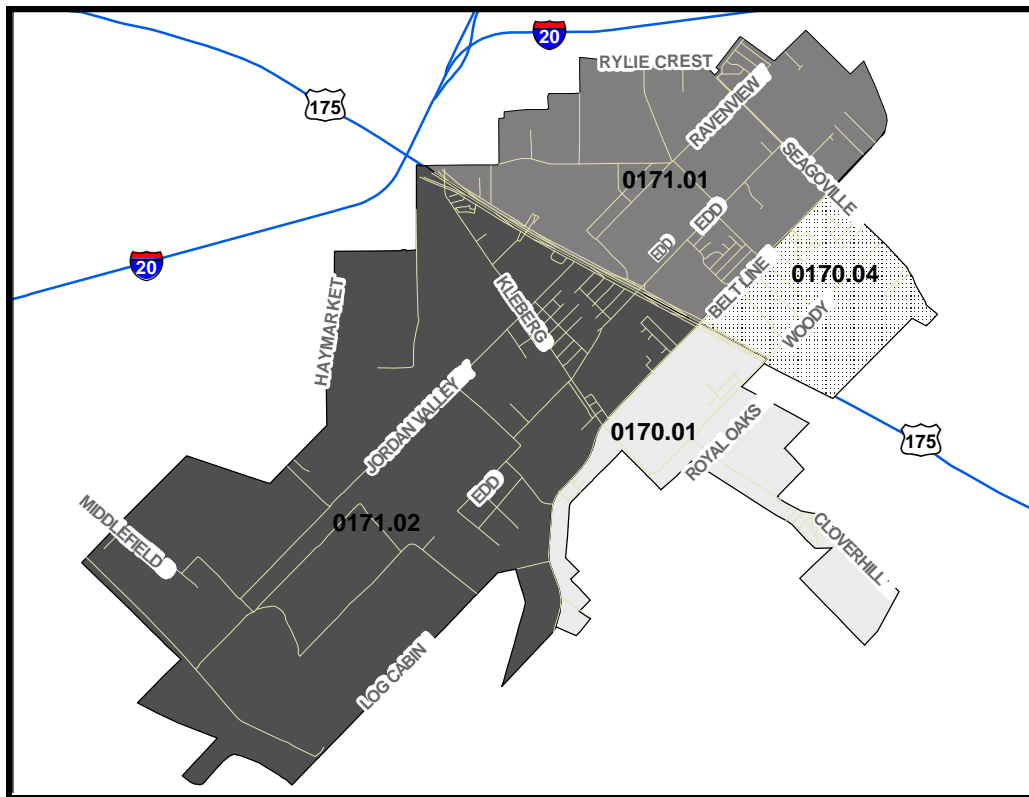 20
RYLIE CREST
175
RAVENVIEW
SEAGOVILLE
0171.01
EDD
EDD
20
BELT LINE
0170.04
HAYMARKET
KLEBERG
WOODY
JORDAN VALLEY
0170.01
ROYAL OAKS
175
EDD
MIDDLEFIELD
0171.02
CLOVERHILL
LOG CABIN